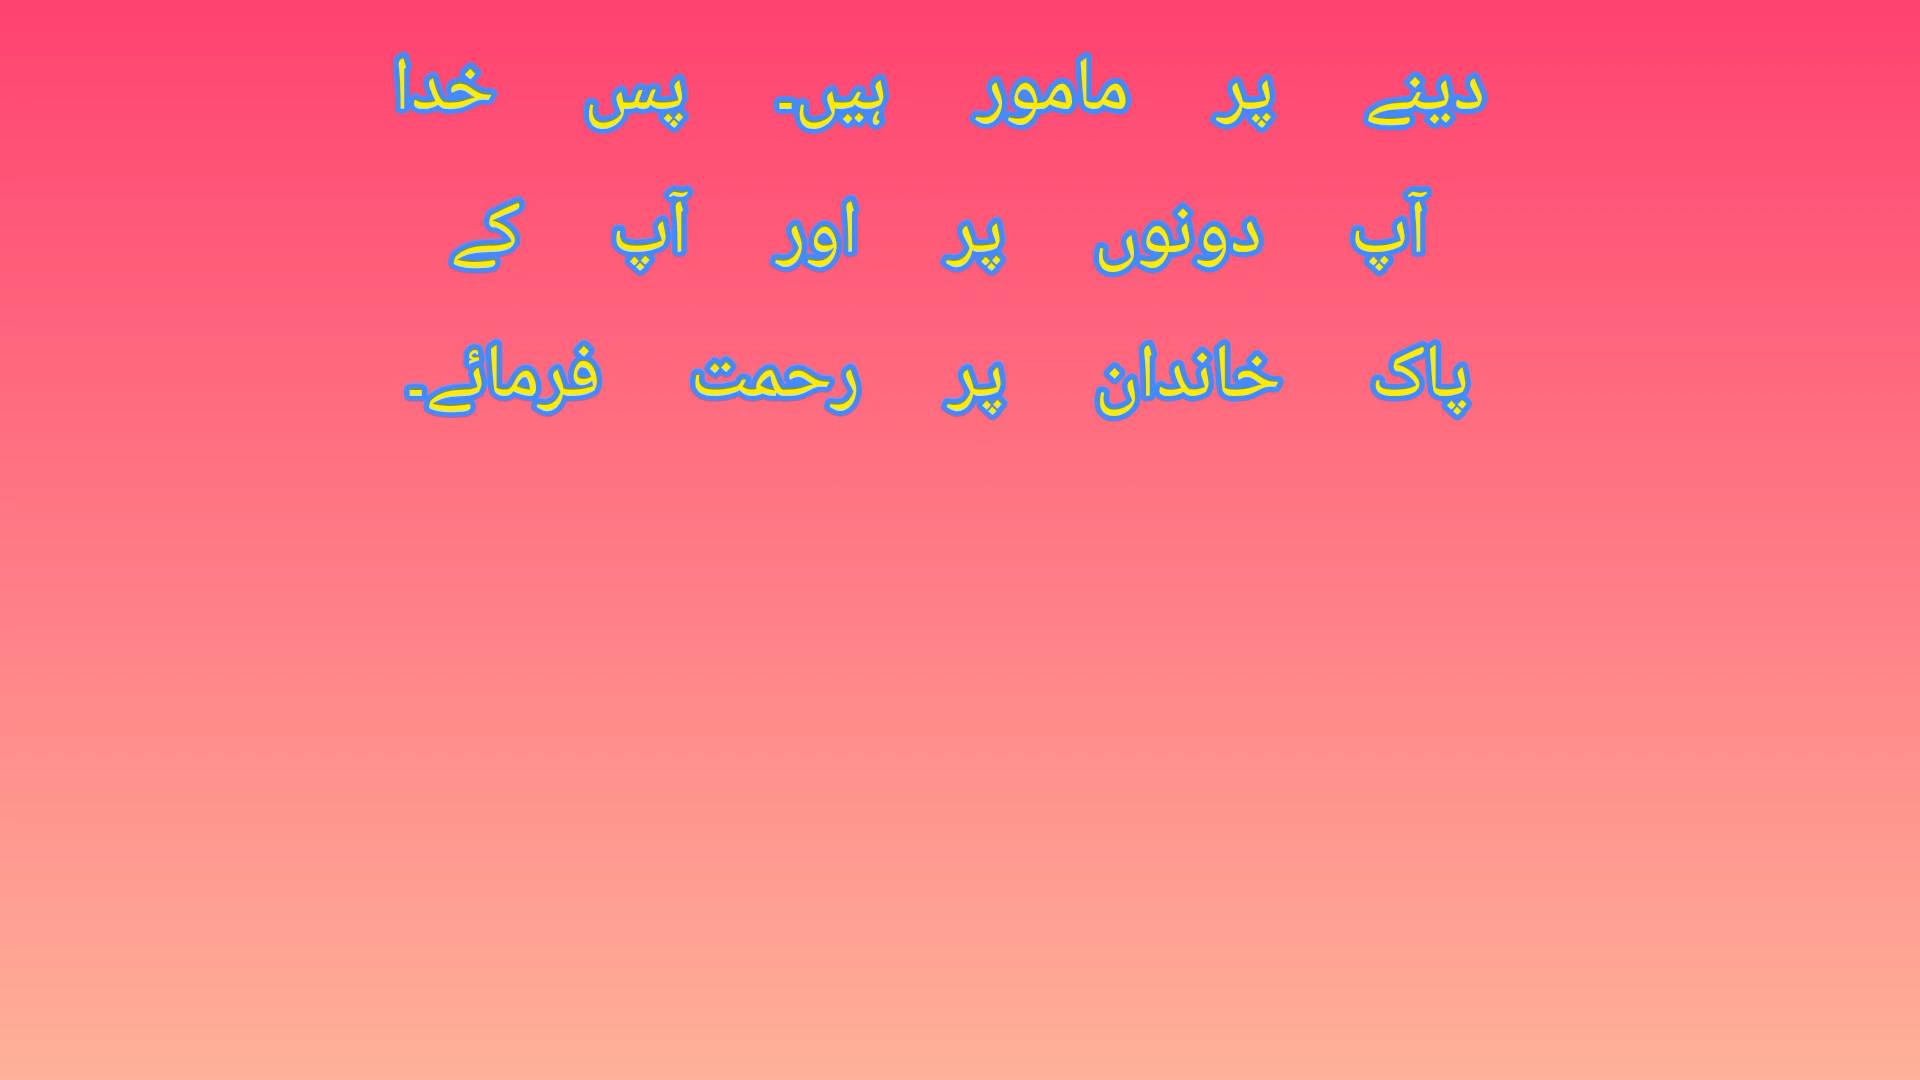 دینے پر مامور ہیں۔ پس خدا
آپ دونوں پر اور آپ کے
پاک خاندان پر رحمت فرمائے۔